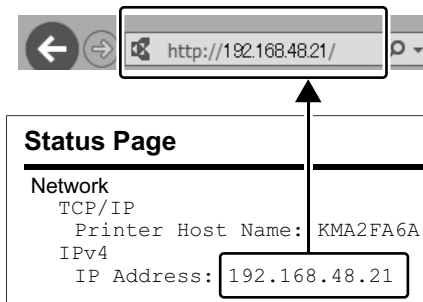 http://192.168.48.21/
Status Page
Network
TCP/IP
Printer Host Name: KMA2FA6A
IPv4
IP Address: 192.168.48.21